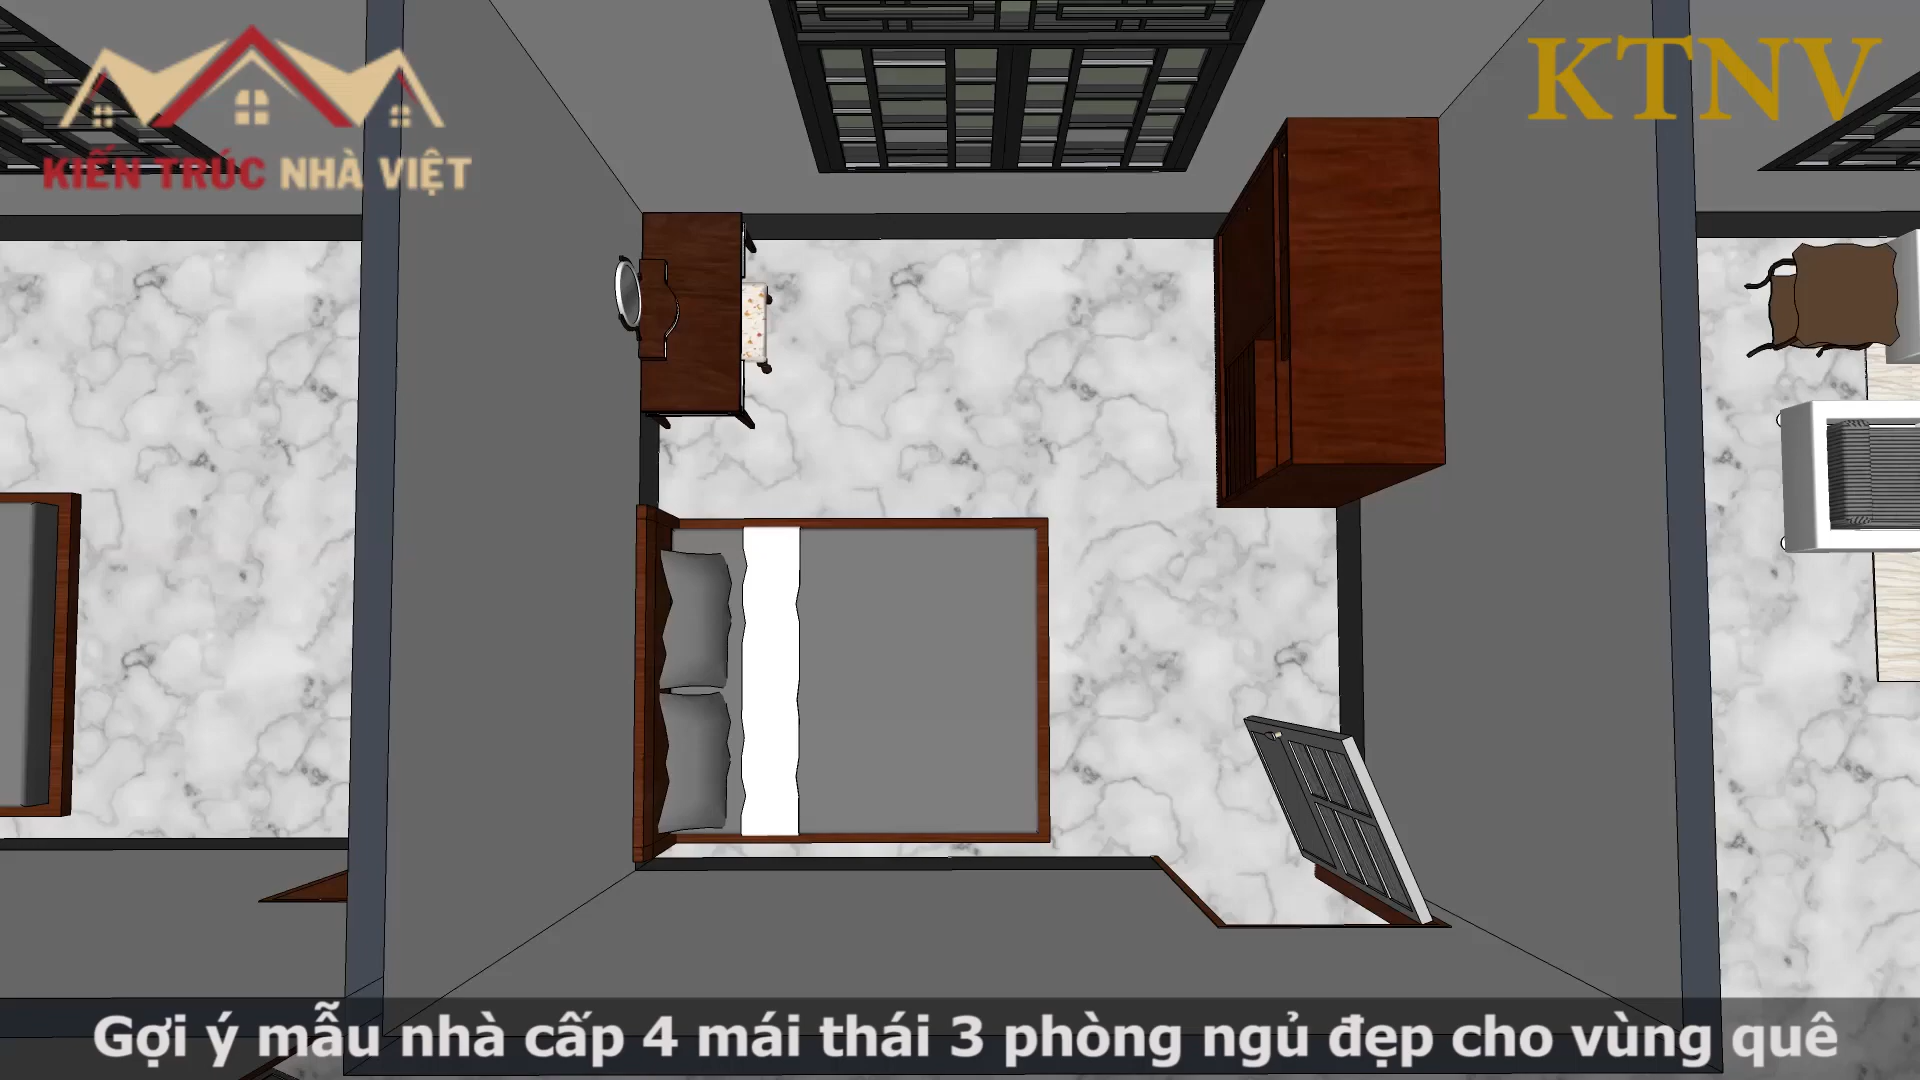 KIẾN TRÚC NHÀ VIỆT
KTNV
Gợi ý mẫu nhà cấp 4 mái thái 3 phòng ngủ đẹp cho vùng quê